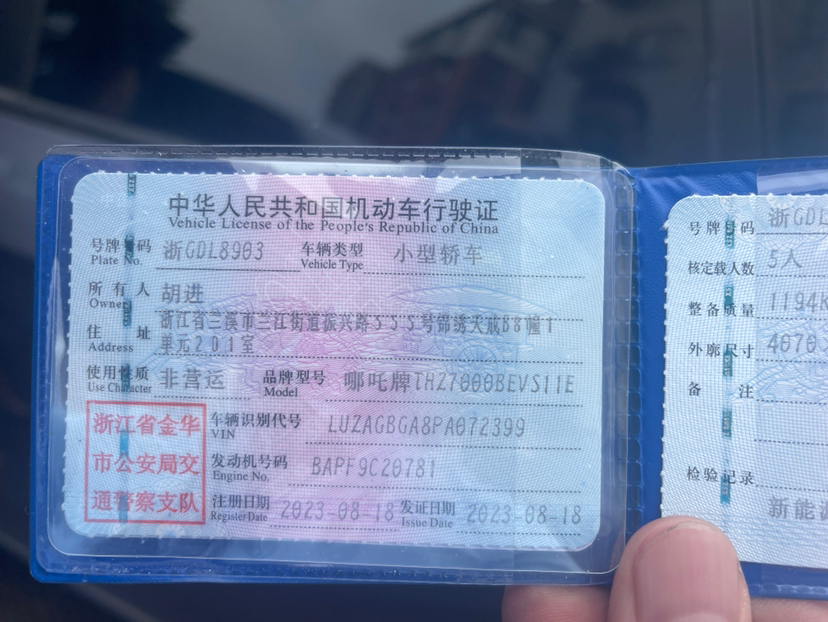 中华人民共和国机动车行驶证
Vehicle License of the People's Republic of China
号牌号码 浙GDL8903 车辆类型 小型轿车
Plate No. Vehicle Type
所有人 胡进
Owner
住址 浙江省兰溪市兰江街道振兴路555号锦绣天成B8幢1
Address 单元201室
使用性质 非营运 品牌型号 哪吒牌THZ7000BEVS11E
Use Character Model
浙江省金华
市公安局交
通警察支队
车辆识别代号 LUZAGBGA8PA072399
VIN
发动机号码 BAPF9C20781
Engine No.
注册日期 2023-08-18 发证日期 2023-08-18
Register Date Issue Date
号牌号码 浙GDL
核定载人数 5人
整备质量 1194K
外廓尺寸 4070
备注
检验记录
新能源